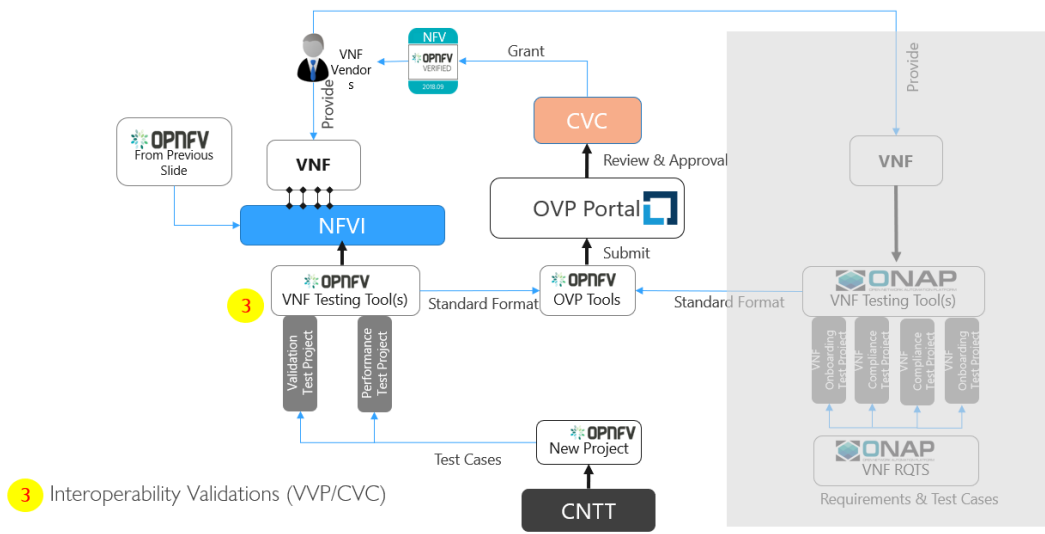 NFV
OPNFV
VERIFIED
2018.09
VNF
Vendor
s
Grant
Provide
Provide
CVC
OPNFV
From Previous
Slide
VNF
Review & Approval
VNF
OVP Portal
NFVI
Submit
OPNFV
VNF Testing Tool(s)
3
Standard Format
OPNFV
OVP Tools
Standard Format
ONAP
VNF Testing Tool(s)
Validation
Test Project
Performance
Test Project
VNF
Onboarding
Test Project
VNF
Compliance
Test Project
VNF
Compliance
Test Project
VNF
Onboarding
Test Project
OPNFV
New Project
Test Cases
ONAP
VNF RQTS
Requirements & Test Cases
3 Interoperability Validations (VVP/CVC)
CNTT